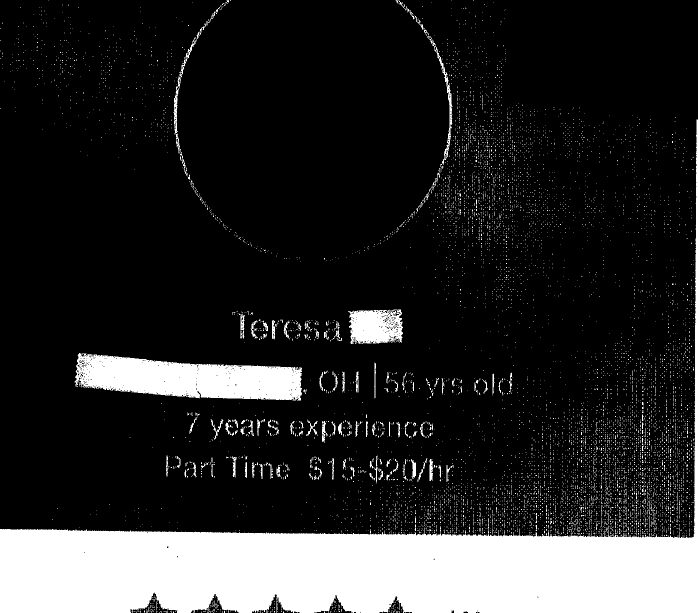 Teresa
, OH | 56 yrs old
7 years experience
Part Time $15-$20/hr